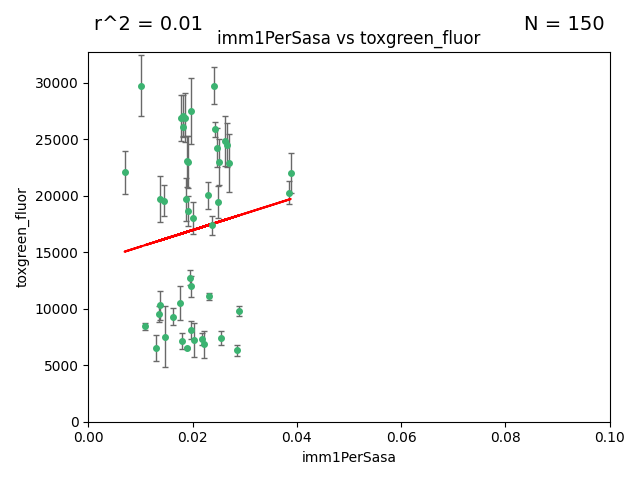 r^2 = 0.01
N = 150
imm1PerSasa vs toxgreen_fluor
toxgreen_fluor
30000
25000
20000
15000
10000
5000
0
0.00
0.02
0.04
0.06
0.08
0.10
imm1PerSasa